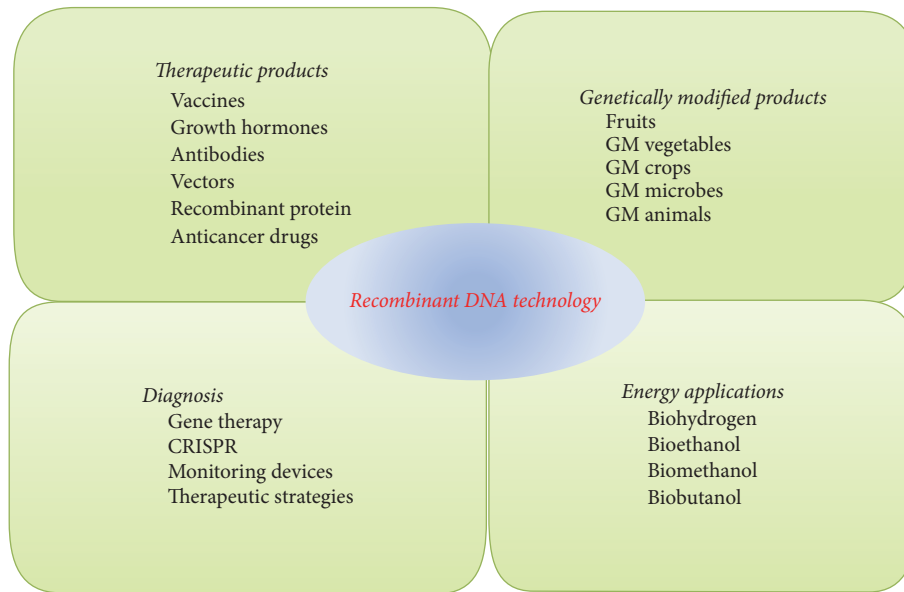 Therapeutic products
Vaccines
Growth hormones
Antibodies
Vectors
Recombinant protein
Anticancer drugs
Genetically modified products
Fruits
GM vegetables
GM crops
GM microbes
GM animals
Recombinant DNA technology
Diagnosis
Gene therapy
CRISPR
Monitoring devices
Therapeutic strategies
Energy applications
Biohydrogen
Bioethanol
Biomethanol
Biobutanol